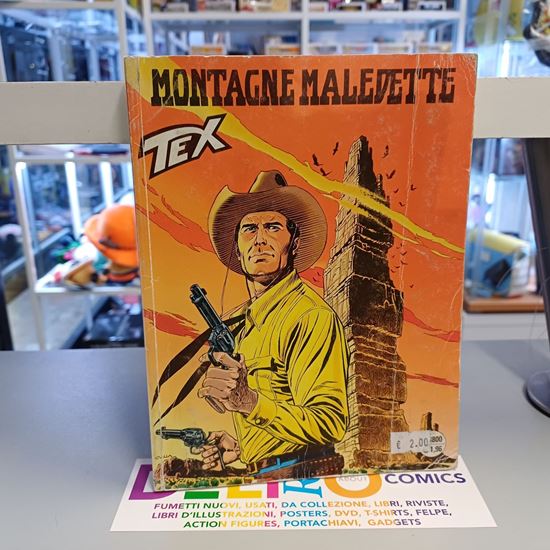 MONTAGNE MALEDETTE
TEX
€ 2.00
ABOUT
COMICS
FUMETTI NUOVI, USATI, DA COLLEZIONE, LIBRI, RIVISTE,
LIBRI D'ILLUSTRAZIONI, POSTERS, DVD, T-SHIRTS, FELPE,
ACTION FIGURES, PORTACHIAVI, GADGETS